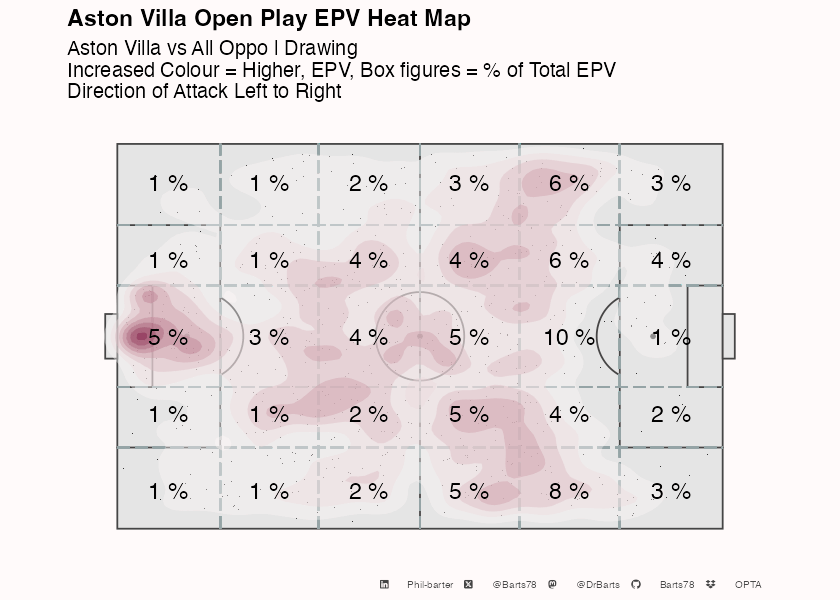 Aston Villa Open Play EPV Heat Map
Aston Villa vs All Oppo | Drawing
Increased Colour = Higher, EPV, Box figures = % of Total EPV
Direction of Attack Left to Right
1 % 1 % 2 % 3 % 6 % 3 %
1 % 1 % 4 % 4 % 6 % 4 %
5 % 3 % 4 % 5 % 10 % 1 %
1 % 1 % 2 % 5 % 4 % 2 %
1 % 1 % 2 % 5 % 8 % 3 %
Phil-barter @Barts78 @DrBarts Barts78 OPTA